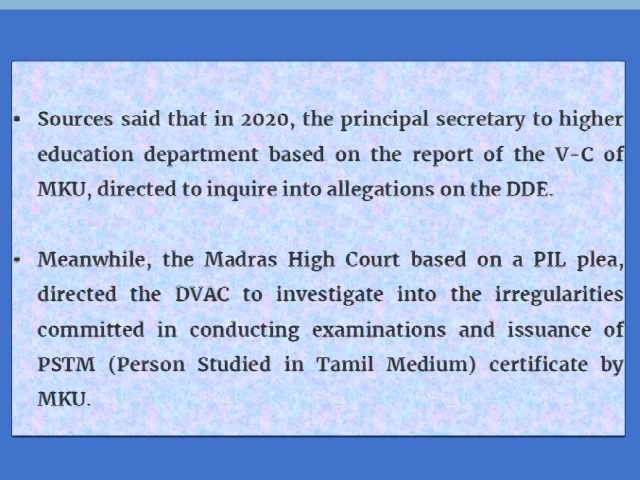 ▪ Sources said that in 2020, the principal secretary to higher
education department based on the report of the V-C of
MKU, directed to inquire into allegations on the DDE.
▪ Meanwhile, the Madras High Court based on a PIL plea,
directed the DVAC to investigate into the irregularities
committed in conducting examinations and issuance of
PSTM (Person Studied in Tamil Medium) certificate by
MKU.